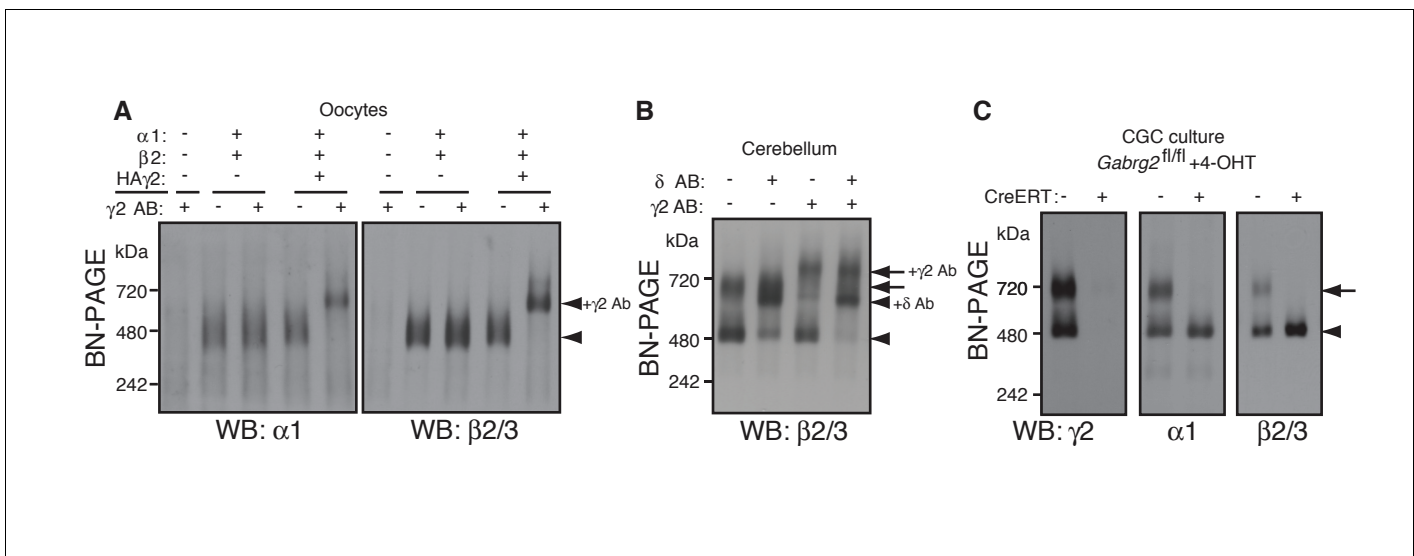 A
Oocytes
α1: - + + - + +
β2: - + + - + +
HAγ2: - - + - - +
γ2 AB: + - + - + + - + - +
kDa
720
480
242
BN-PAGE
+γ2 Ab
WB: α1 WB: β2/3
B
Cerebellum
δ AB: - + - +
γ2 AB: - - + +
kDa
720
480
242
BN-PAGE
+γ2 Ab
+δ Ab
WB: β2/3
C
CGC culture
Gabrg2fl/fl +4-OHT
CreERT: - + - + - +
kDa
720
480
242
BN-PAGE
WB: γ2 α1 β2/3